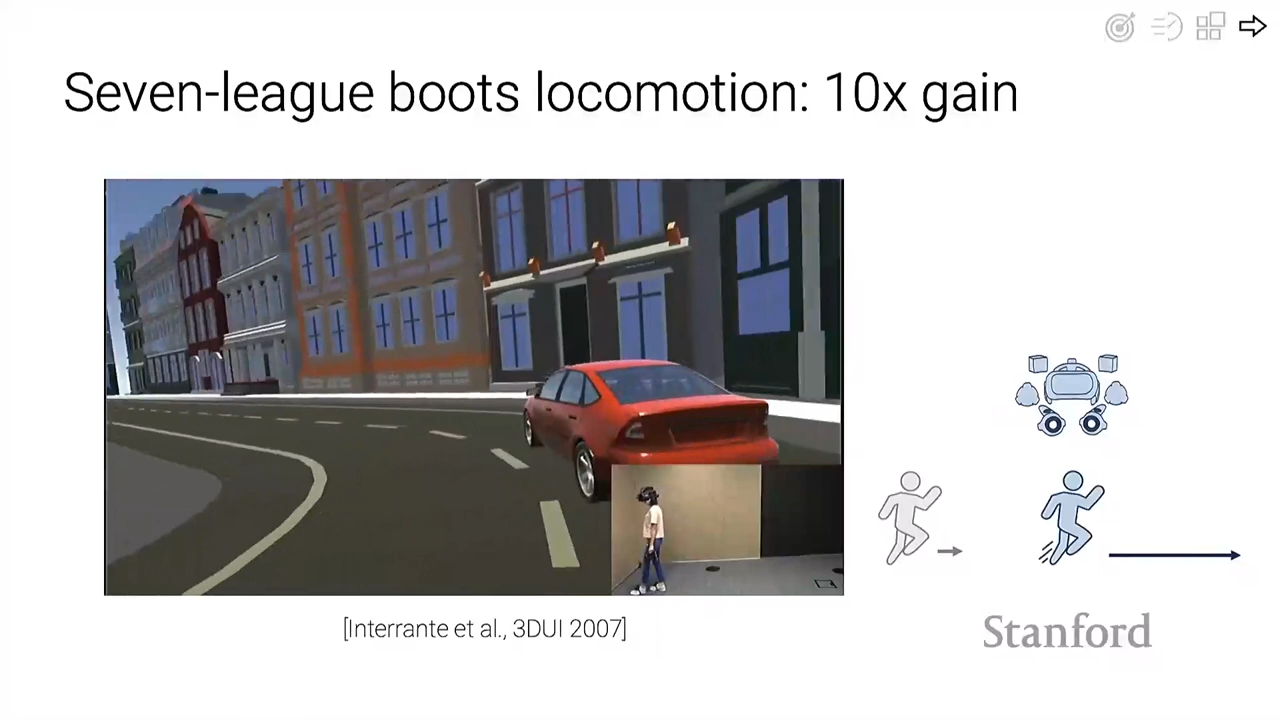 Seven-league boots locomotion: 10x gain
[Interrante et al., 3DUI 2007]
Stanford